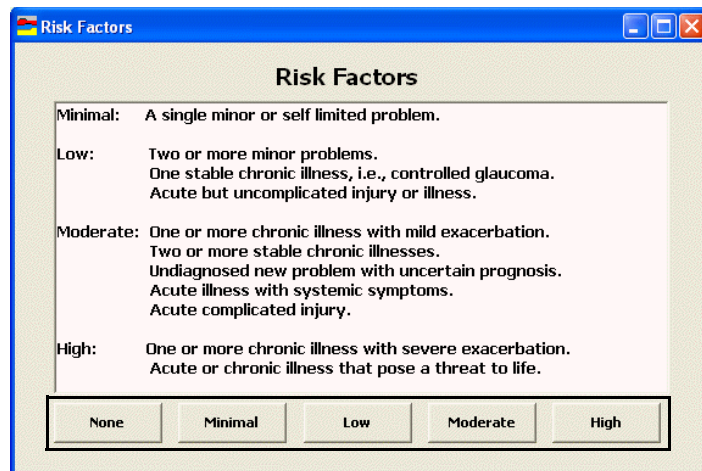 Risk Factors
Risk Factors
Minimal: A single minor or self limited problem.
Low: Two or more minor problems.
One stable chronic illness, i.e., controlled glaucoma.
Acute but uncomplicated injury or illness.
Moderate: One or more chronic illness with mild exacerbation.
Two or more stable chronic illnesses.
Undiagnosed new problem with uncertain prognosis.
Acute illness with systemic symptoms.
Acute complicated injury.
High: One or more chronic illness with severe exacerbation.
Acute or chronic illness that pose a threat to life.
None Minimal Low Moderate High